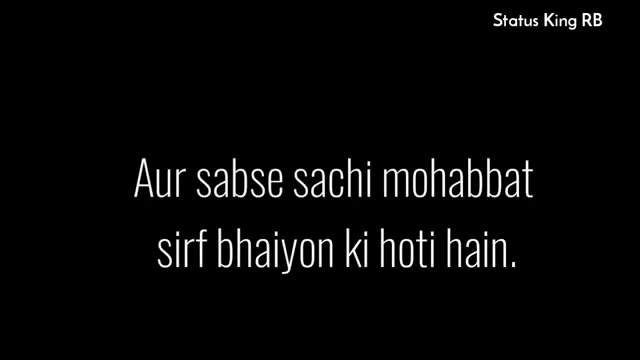 Status King RB
Aur sabse sachi mohabbat
sirf bhaiyon ki hoti hain.